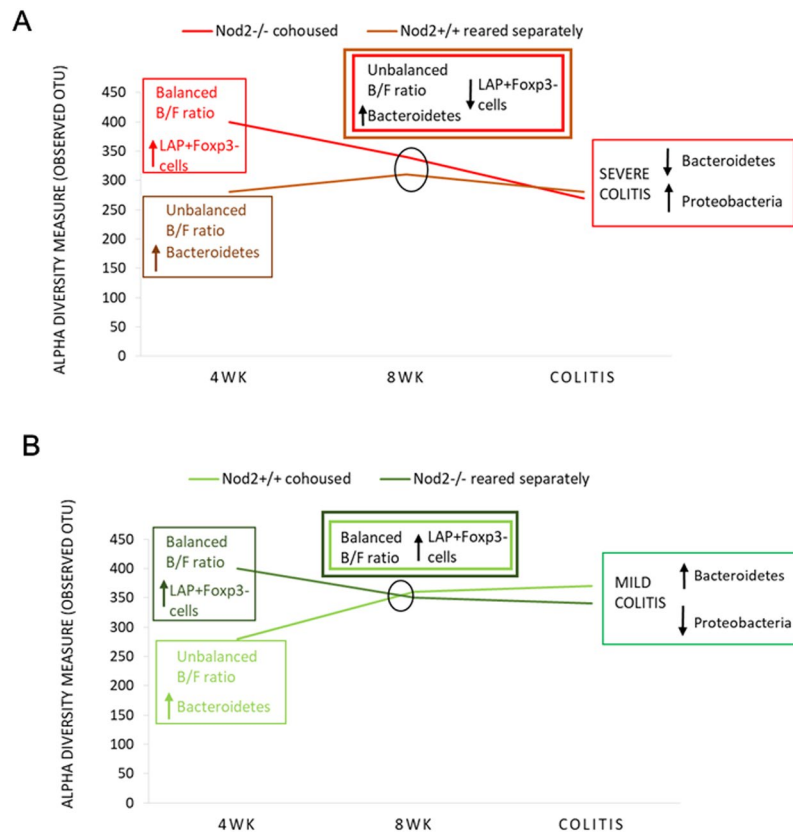 A
Nod2-/- cohoused
Nod2+/+ reared separately
ALPHA DIVERSITY MEASURE (OBSERVED OTU)
450
400
350
300
250
200
150
100
50
0
Balanced
B/F ratio
↑LAP+Foxp3-
cells
Unbalanced
B/F ratio
↑Bacteroidetes
Unbalanced
B/F ratio
↑Bacteroidetes
↓LAP+Foxp3-
cells
SEVERE
COLITIS
↓ Bacteroidetes
↑ Proteobacteria
4WK
8WK
COLITIS
B
Nod2+/+ cohoused
Nod2-/- reared separately
ALPHA DIVERSITY MEASURE (OBSERVED OTU)
450
400
350
300
250
200
150
100
50
0
Balanced
B/F ratio
↑LAP+Foxp3-
cells
Unbalanced
B/F ratio
↑Bacteroidetes
Balanced
B/F ratio
↑LAP+Foxp3-
cells
MILD
COLITIS
↑Bacteroidetes
↓Proteobacteria
4WK
8WK
COLITIS